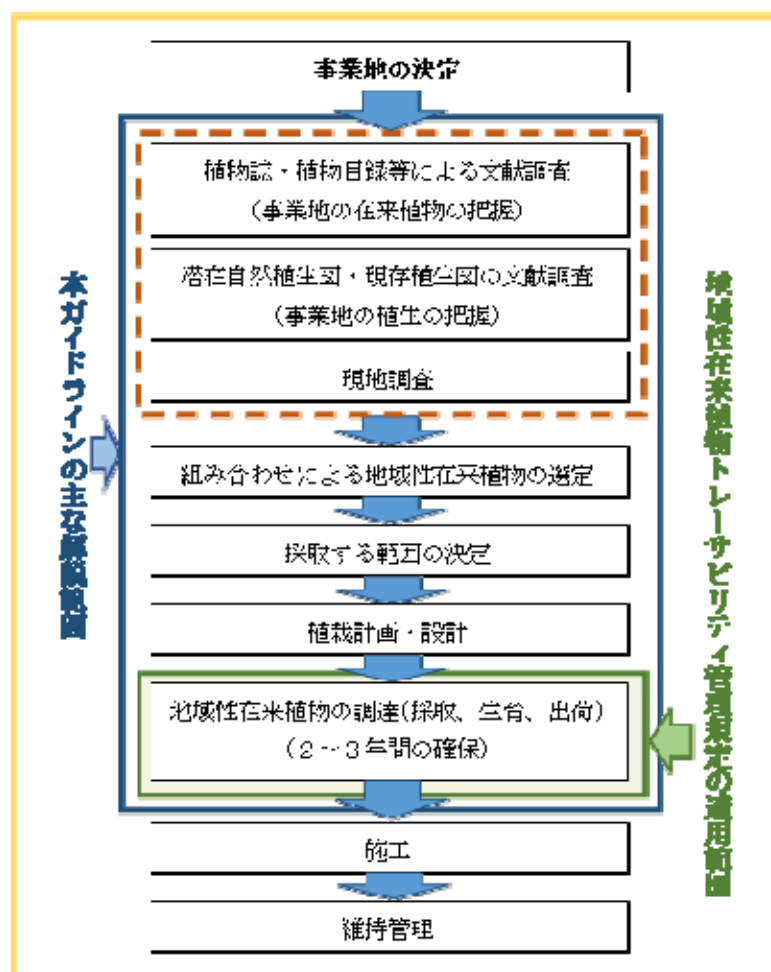 事業地の決定
植物誌・植物目録等による文献調査
（事業地の在来植物の把握）
潜在自然植生図・現存植生図の文献調査
（事業地の植生の把握）
現地調査
組み合わせによる地域性在来植物の選定
採取する範囲の決定
植栽計画・設計
地域性在来植物の調達(採取、生育、出荷)
（２～３年間の確保）
施工
維持管理
本ガイドラインの主な解説範囲
地域性在来植物トレーサビリティ管理規定の適用範囲